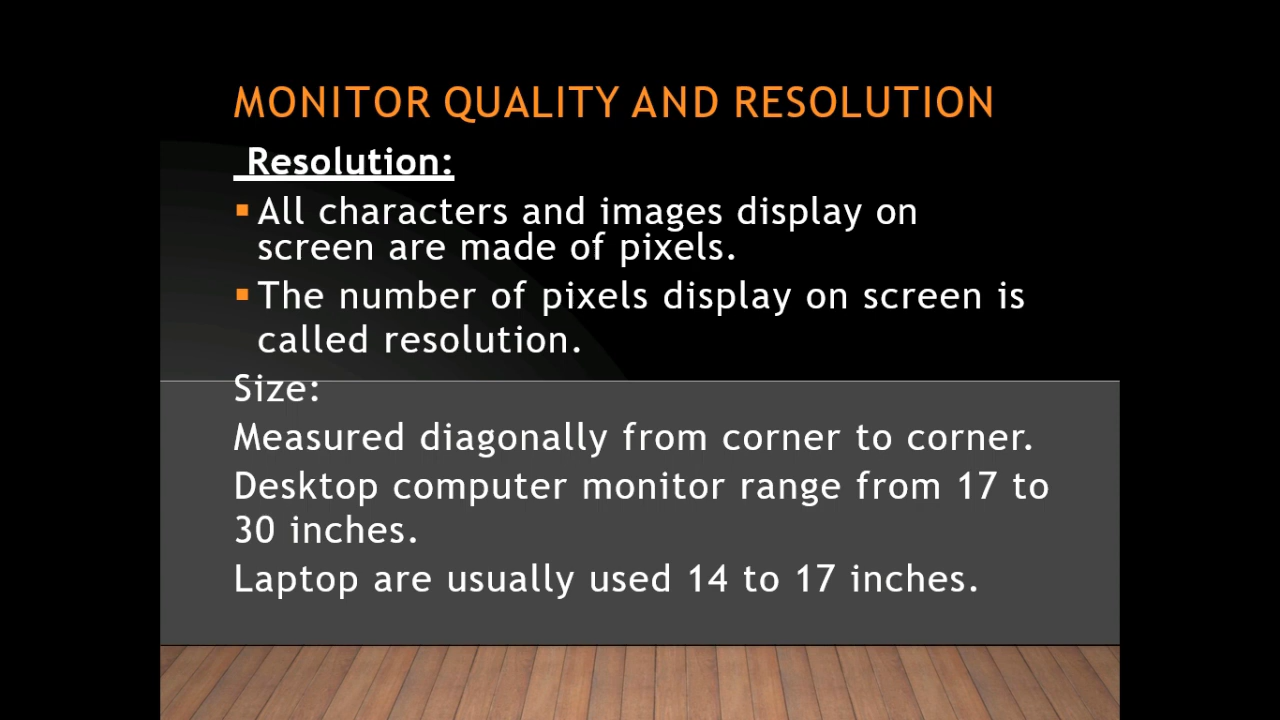 MONITOR QUALITY AND RESOLUTION
Resolution:
▪ All characters and images display on
screen are made of pixels.
▪ The number of pixels display on screen is
called resolution.
Size:
Measured diagonally from corner to corner.
Desktop computer monitor range from 17 to
30 inches.
Laptop are usually used 14 to 17 inches.